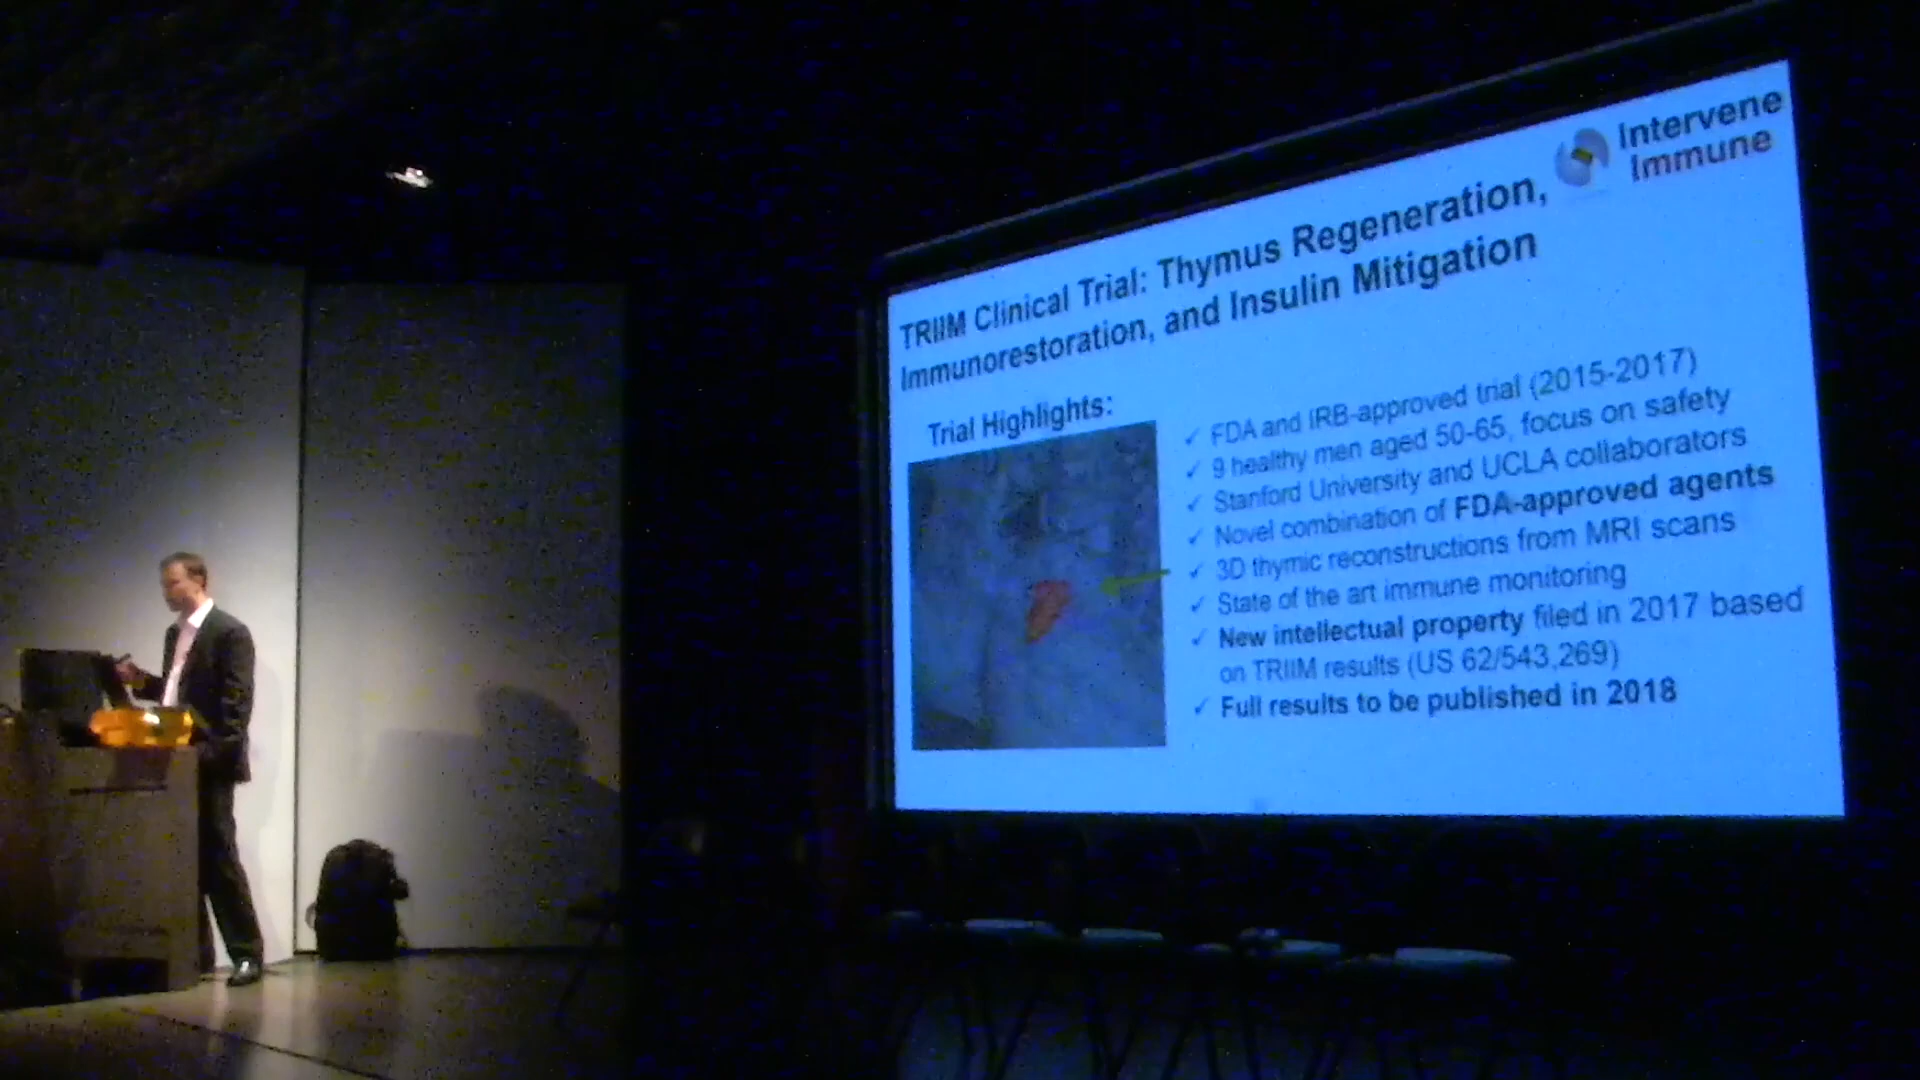 Intervene
Immune
TRIIM Clinical Trial: Thymus Regeneration,
Immunorestoration, and Insulin Mitigation
Trial Highlights:
✓ FDA and IRB-approved trial (2015-2017)
✓ 9 healthy men aged 50-65, focus on safety
✓ Stanford University and UCLA collaborators
✓ Novel combination of FDA-approved agents
✓ 3D thymic reconstructions from MRI scans
✓ State of the art immune monitoring
✓ New intellectual property filed in 2017 based
on TRIIM results (US 62/543,269)
✓ Full results to be published in 2018